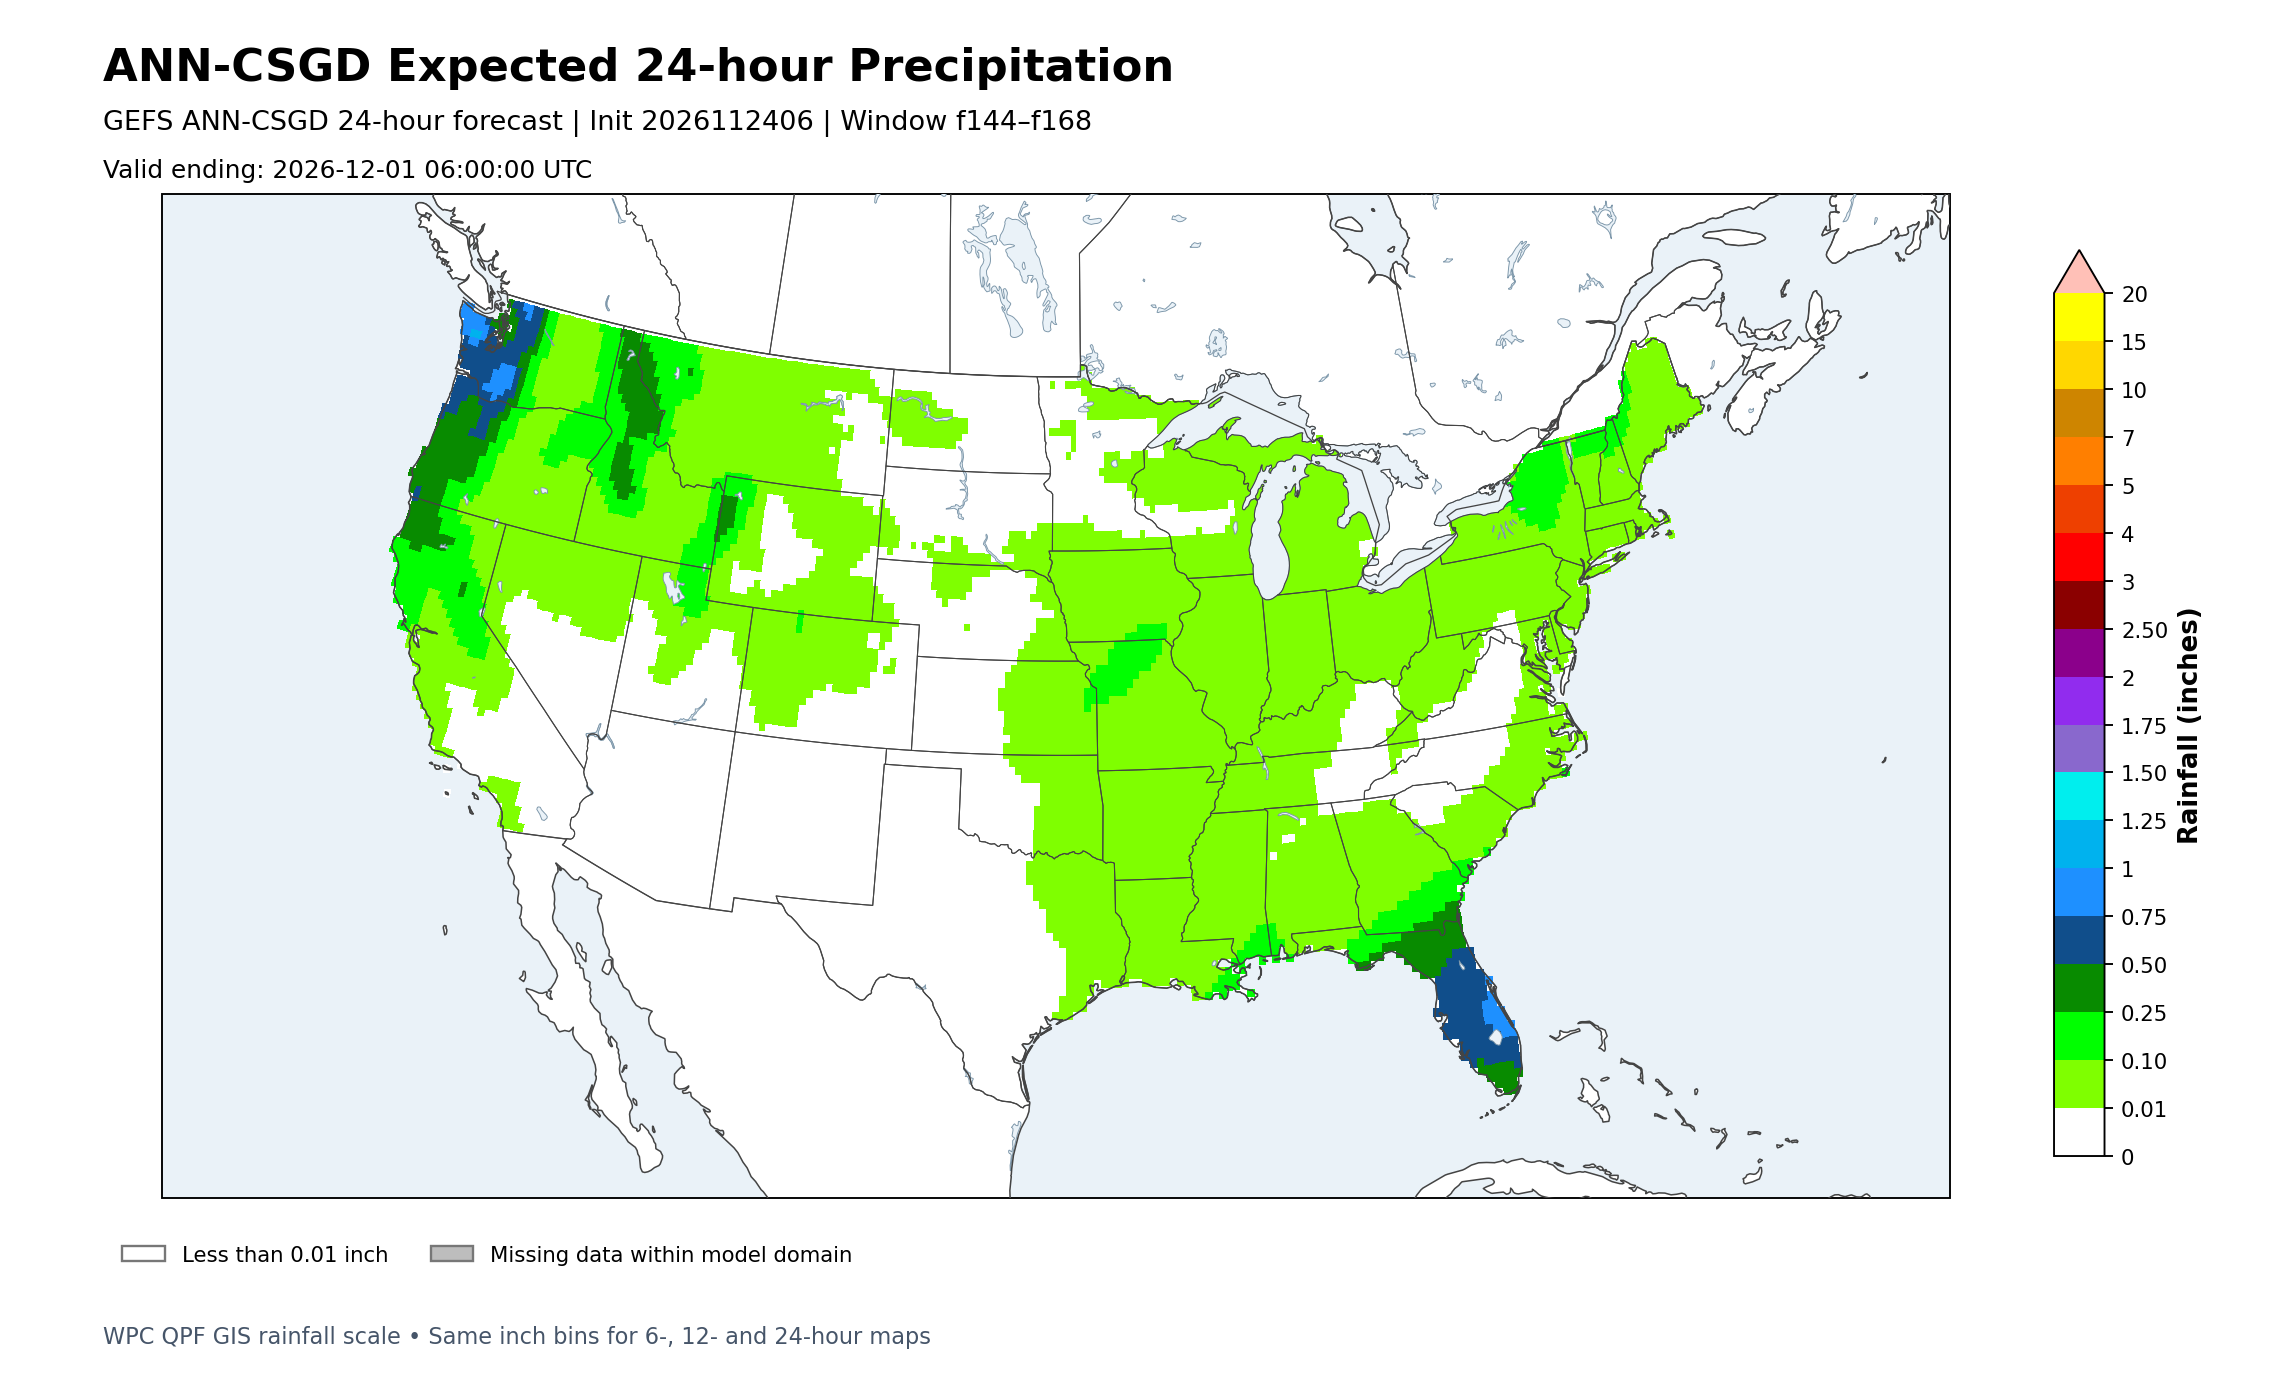 ANN-CSGD Expected 24-hour Precipitation
GEFS ANN-CSGD 24-hour forecast | Init 2026112406 | Window f144–f168
Valid ending: 2026-12-01 06:00:00 UTC
20
15
10
7
5
4
3
2.50
2
1.75
1.50
1.25
1
0.75
0.50
0.25
0.10
0.01
0
Rainfall (inches)
Less than 0.01 inch
Missing data within model domain
WPC QPF GIS rainfall scale • Same inch bins for 6-, 12- and 24-hour maps